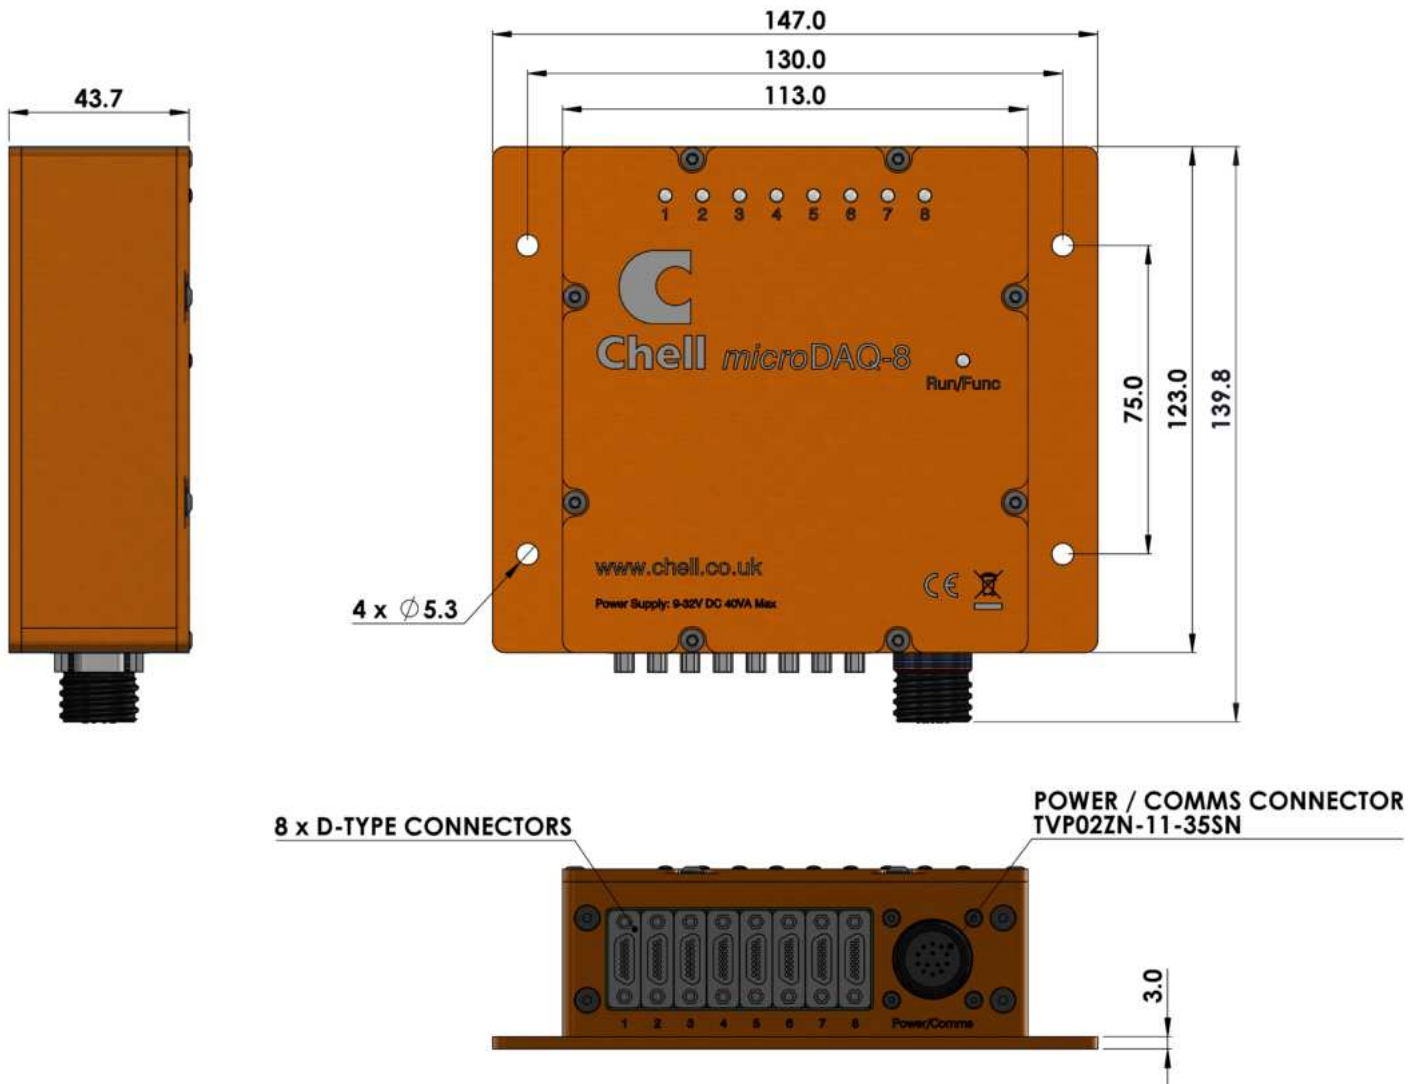 147.0
130.0
43.7
113.0
1 2 3 4 5 6 7 8
C
Chell microDAQ-8
Run/Func
75.0
123.0
139.8
www.chell.co.uk
CE
4 x ∅5.3
Power Supply: 9-32V DC 40VA Max
POWER / COMMS CONNECTOR
TVP02ZN-11-35SN
8 x D-TYPE CONNECTORS
3.0
1 2 3 4 5 6 7 8 Power/Comms